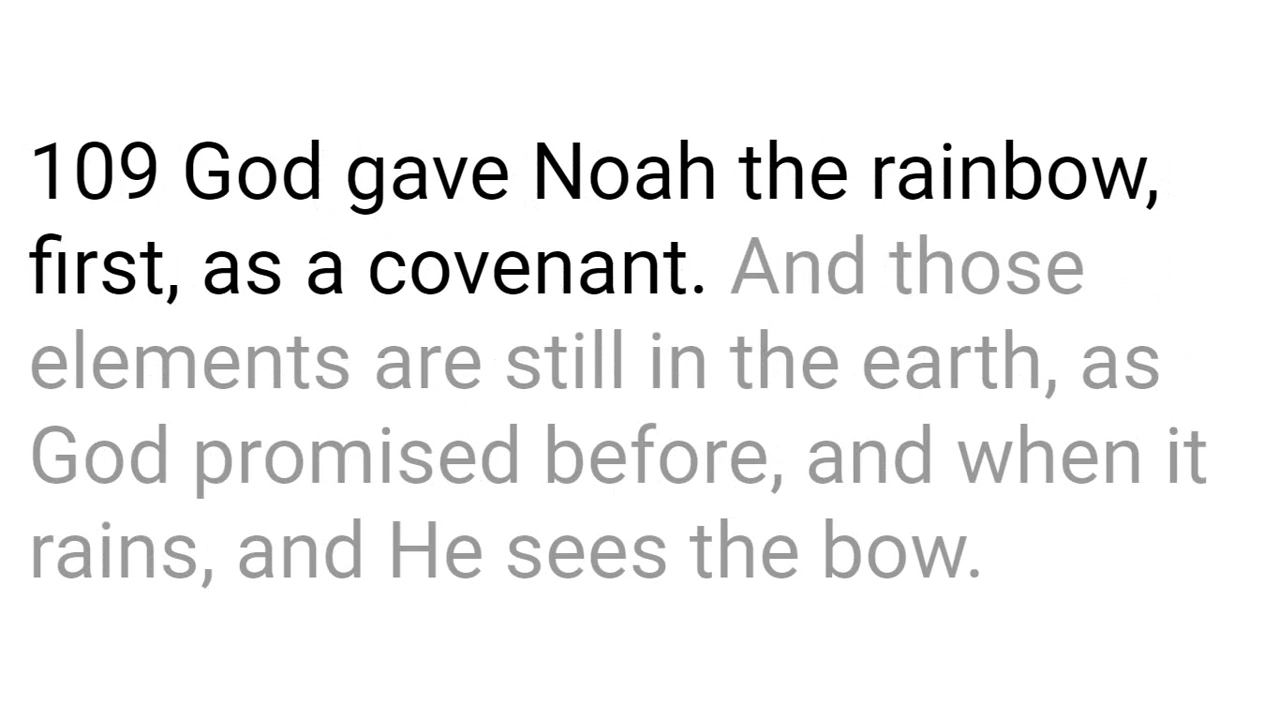 109 God gave Noah the rainbow,
first, as a covenant. And those
elements are still in the earth, as
God promised before, and when it
rains, and He sees the bow.